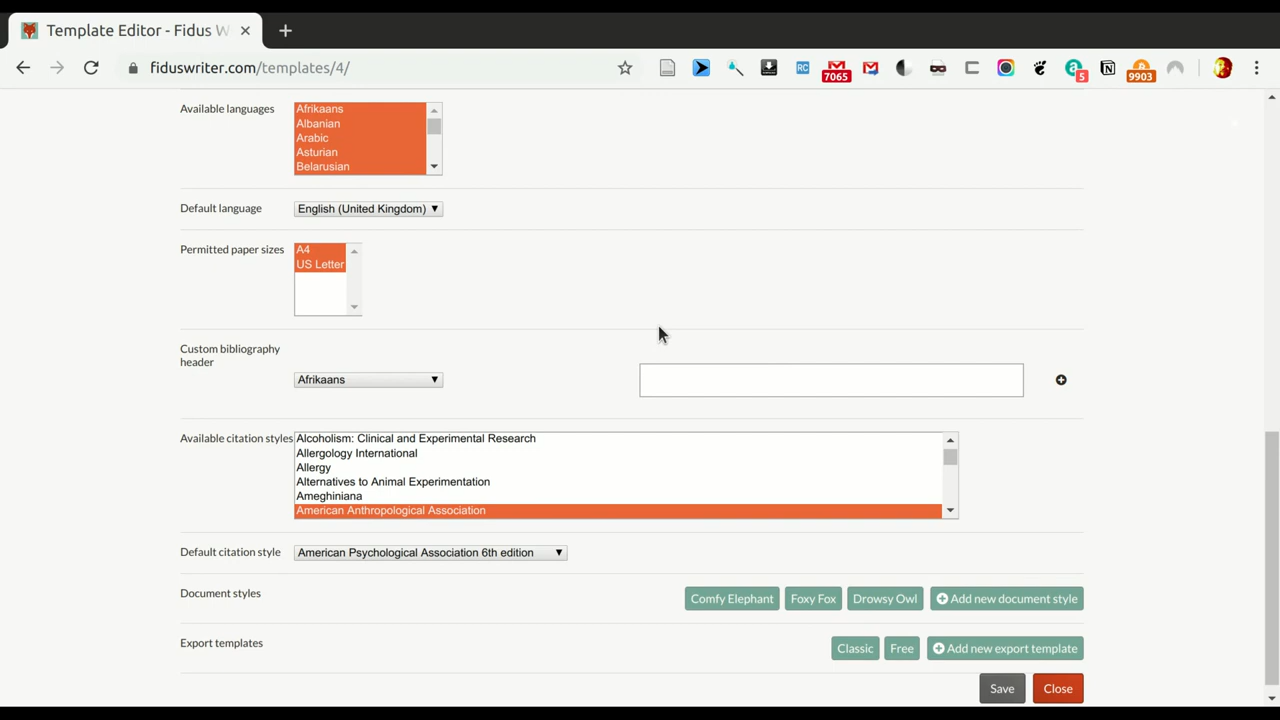 Template Editor - Fidus W
fiduswriter.com/templates/4/
RC
7065
5
9903
Available languages
Afrikaans
Albanian
Arabic
Asturian
Belarusian
Default language
English (United Kingdom)
Permitted paper sizes
A4
US Letter
Custom bibliography
header
Afrikaans
Available citation styles
Alcoholism: Clinical and Experimental Research
Allergology International
Allergy
Alternatives to Animal Experimentation
Ameghiniana
American Anthropological Association
Default citation style
American Psychological Association 6th edition
Document styles
Comfy Elephant
Foxy Fox
Drowsy Owl
Add new document style
Export templates
Classic
Free
Add new export template
Save
Close